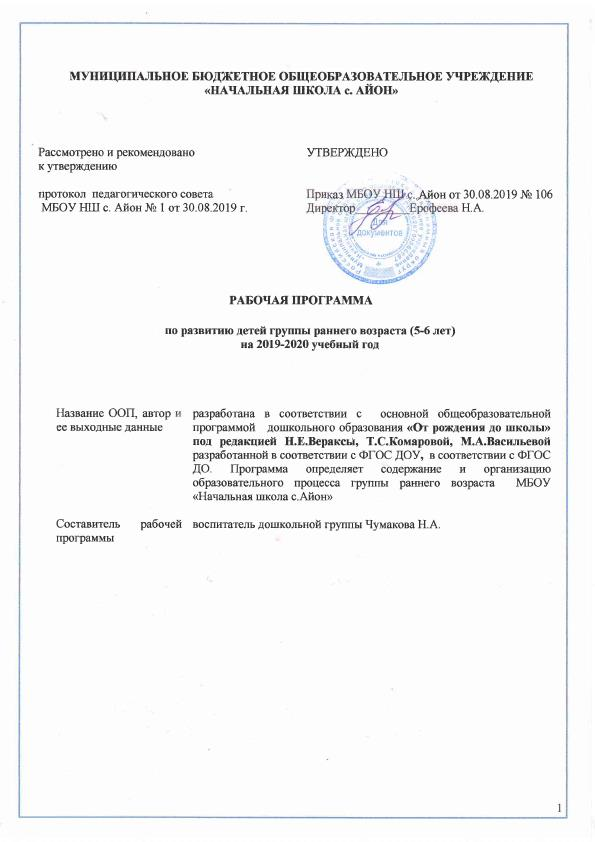 МУНИЦИПАЛЬНОЕ БЮДЖЕТНОЕ ОБЩЕОБРАЗОВАТЕЛЬНОЕ УЧРЕЖДЕНИЕ
«НАЧАЛЬНАЯ ШКОЛА с. АЙОН»
Рассмотрено и рекомендовано
к утверждению
протокол педагогического совета
МБОУ НШ с. Айон № 1 от 30.08.2019 г.
УТВЕРЖДЕНО
Приказ МБОУ НШ с. Айон от 30.08.2019 № 106
Директор Ерофеева Н.А.
Для
документов
РАБОЧАЯ ПРОГРАММА
по развитию детей группы раннего возраста (5-6 лет)
на 2019-2020 учебный год
Название ООП, автор и
ее выходные данные
разработана в соответствии с основной общеобразовательной
программой дошкольного образования «От рождения до школы»
под редакцией Н.Е.Вераксы, Т.С.Комаровой, М.А.Васильевой
разработанной в соответствии с ФГОС ДОУ, в соответствии с ФГОС
ДО. Программа определяет содержание и организацию
образовательного процесса группы раннего возраста МБОУ
«Начальная школа с.Айон»
Составитель рабочей
программы
воспитатель дошкольной группы Чумакова Н.А.
1